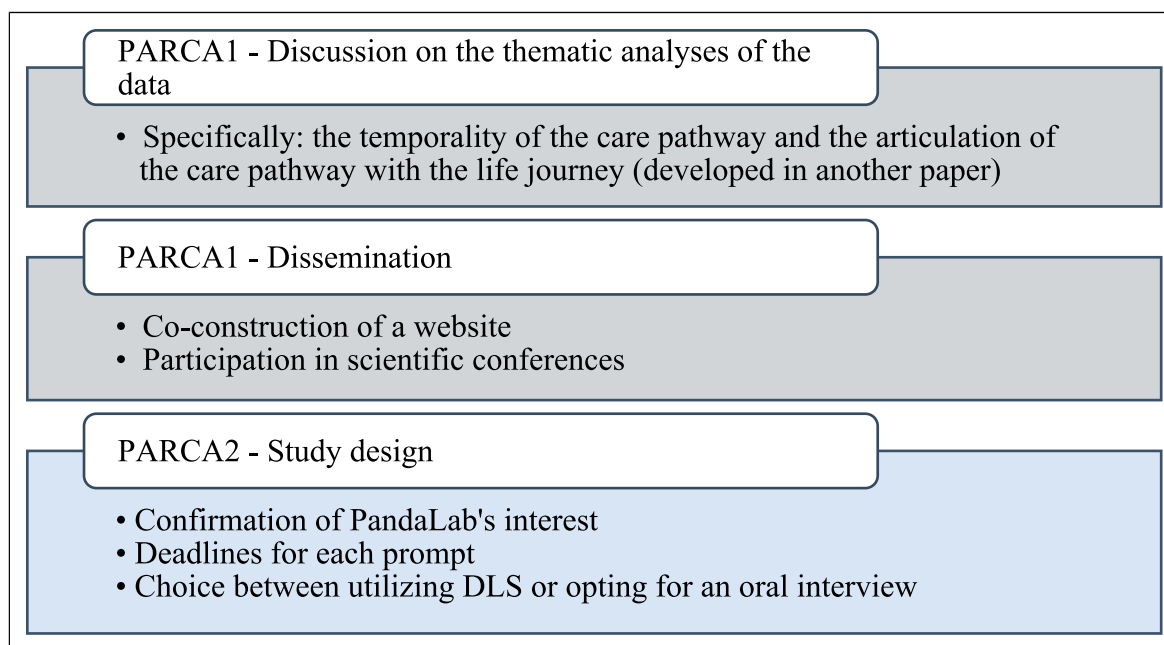 PARCA1 - Discussion on the thematic analyses of the
data
• Specifically: the temporality of the care pathway and the articulation of
the care pathway with the life journey (developed in another paper)
PARCA1 - Dissemination
• Co-construction of a website
• Participation in scientific conferences
PARCA2 - Study design
• Confirmation of PandaLab's interest
• Deadlines for each prompt
• Choice between utilizing DLS or opting for an oral interview